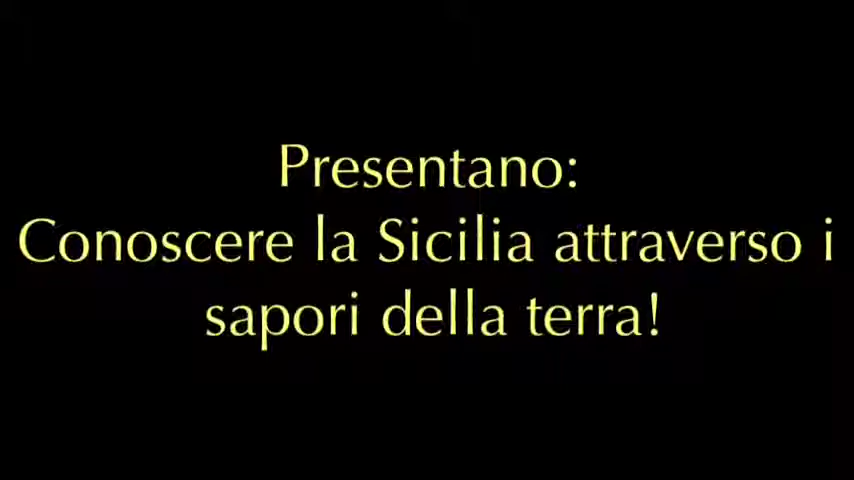 Presentano:
Conoscere la Sicilia attraverso i
sapori della terra!